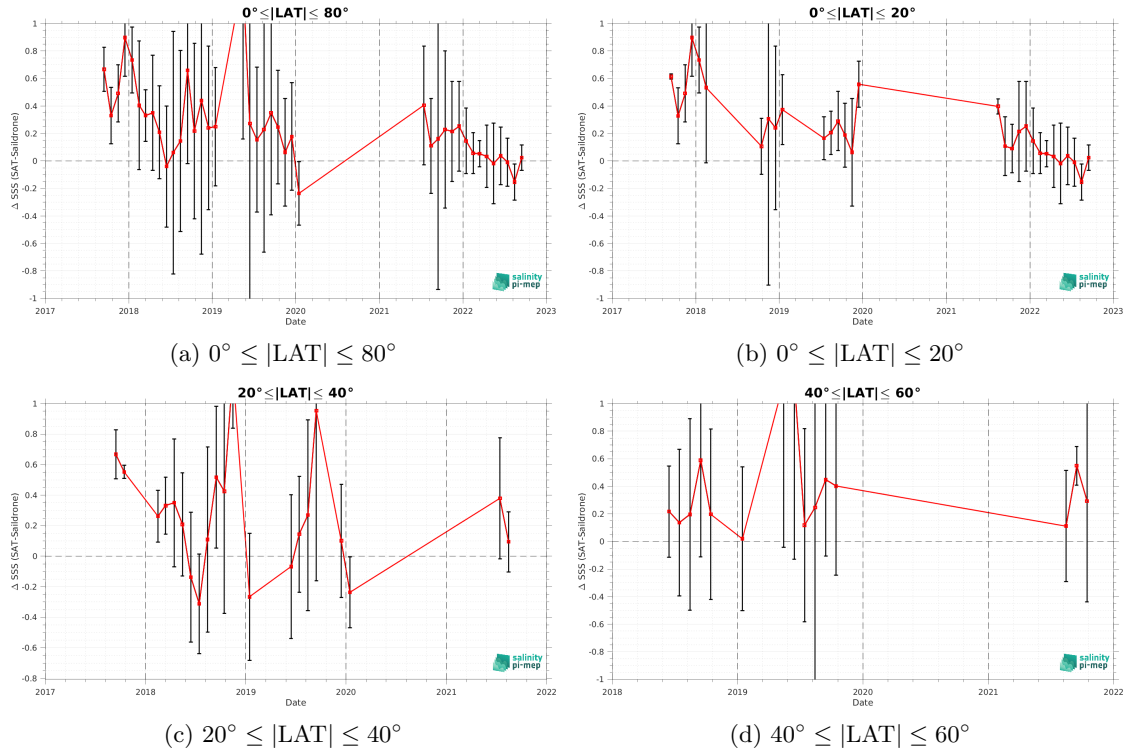 0°≤|LAT|≤ 80°
Δ SSS (SAT-Saildrone)
1
0.8
0.6
0.4
0.2
0
-0.2
-0.4
-0.6
-0.8
-1
2017
2018
2019
2020
2021
2022
2023
Date
salinity
pi-mep
(a) 0° ≤ |LAT| ≤ 80°
0°≤|LAT|≤ 20°
Δ SSS (SAT-Saildrone)
1
0.8
0.6
0.4
0.2
0
-0.2
-0.4
-0.6
-0.8
-1
2017
2018
2019
2020
2021
2022
2023
Date
salinity
pi-mep
(b) 0° ≤ |LAT| ≤ 20°
20°≤|LAT|≤ 40°
Δ SSS (SAT-Saildrone)
1
0.8
0.6
0.4
0.2
0
-0.2
-0.4
-0.6
-0.8
2017
2018
2019
2020
2021
2022
Date
salinity
pi-mep
(c) 20° ≤ |LAT| ≤ 40°
40°≤|LAT|≤ 60°
Δ SSS (SAT-Saildrone)
1
0.8
0.6
0.4
0.2
0
-0.2
-0.4
-0.6
-0.8
-1
2018
2019
2020
2021
2022
Date
salinity
pi-mep
(d) 40° ≤ |LAT| ≤ 60°